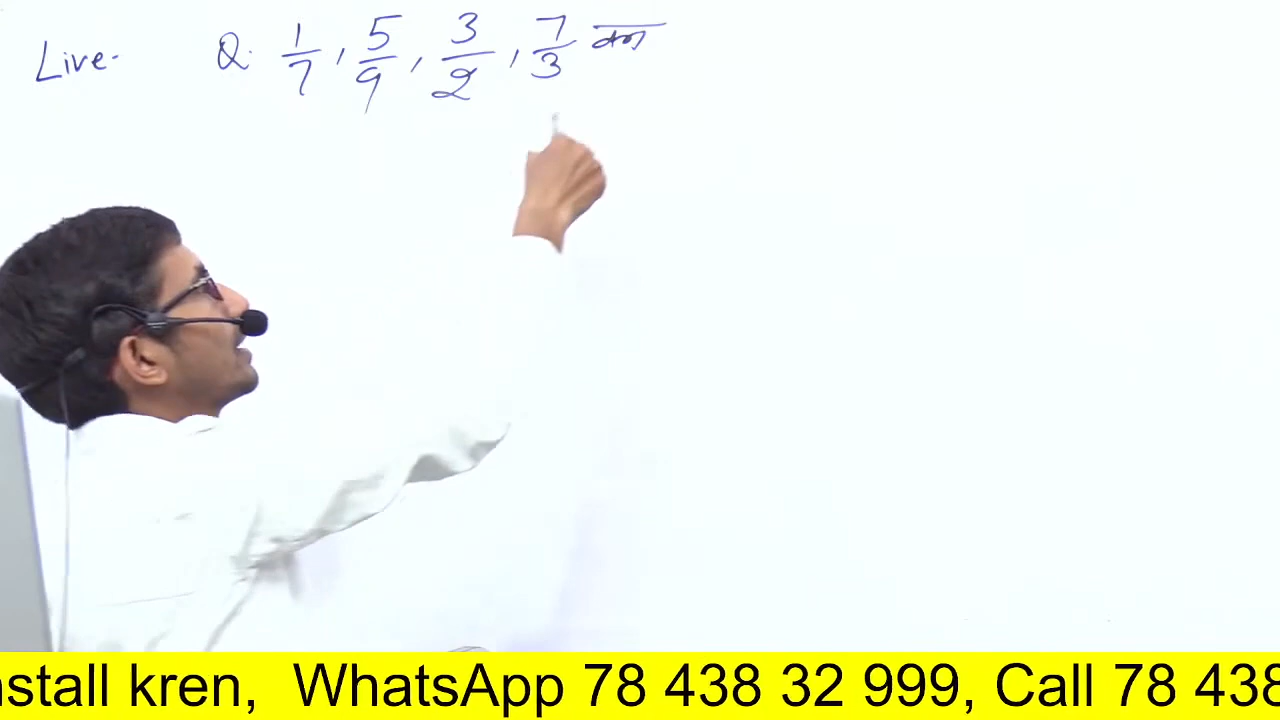 Live- Q. 1/7, 5/9, 3/2, 7/3 का
nstall kren, WhatsApp 78 438 32 999, Call 78 438